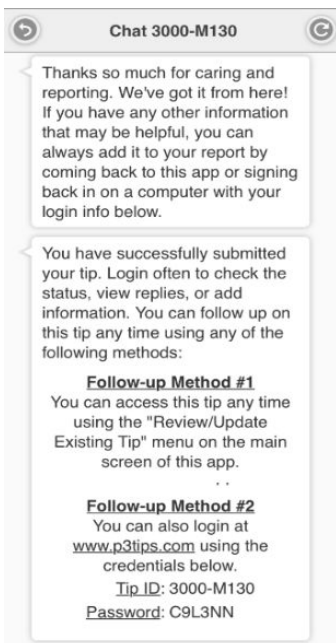 Chat 3000-M130
Thanks so much for caring and
reporting. We've got it from here!
If you have any other information
that may be helpful, you can
always add it to your report by
coming back to this app or signing
back in on a computer with your
login info below.
You have successfully submitted
your tip. Login often to check the
status, view replies, or add
information. You can follow up on
this tip any time using any of the
following methods:
Follow-up Method #1
You can access this tip any time
using the "Review/Update
Existing Tip" menu on the main
screen of this app.
. .
Follow-up Method #2
You can also login at
www.p3tips.com using the
credentials below.
Tip ID: 3000-M130
Password: C9L3NN